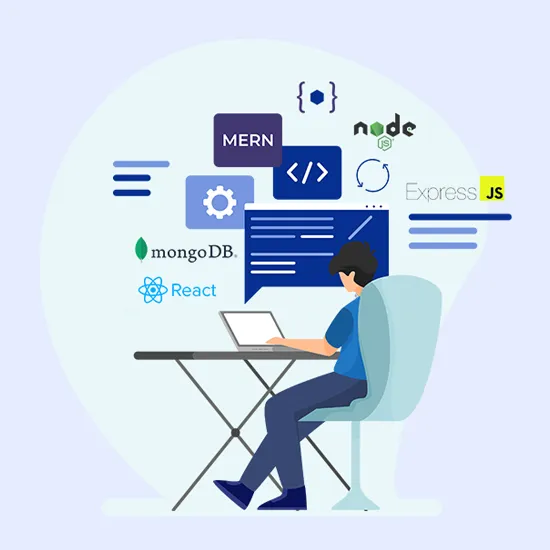 { }
node
JS
MERN
</>
Express JS
mongoDB.
React